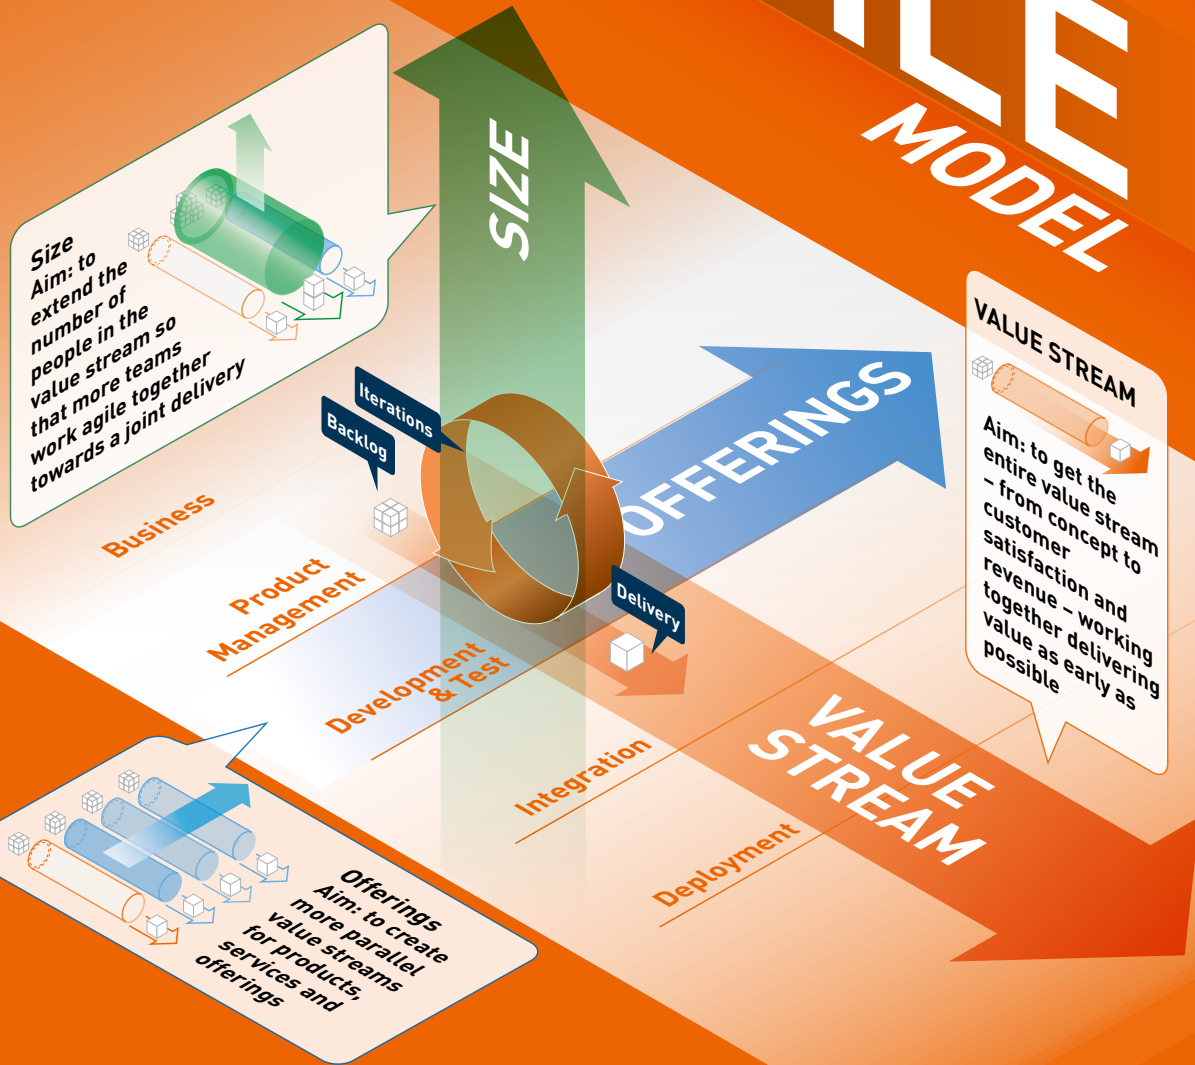 MODEL
SIZE
Size
Aim: to
extend the
number of
people in the
value stream so
that more teams
work agile together
towards a joint delivery
VALUE STREAM
Aim: to get the
entire value stream
– from concept to
customer
satisfaction and
revenue – working
together delivering
value as early as
possible
OFFERINGS
Iterations
Backlog
Delivery
Business
Product
Management
Development
& Test
Integration
Deployment
VALUE
STREAM
Offerings
Aim: to create
more parallel
value streams
for products,
services and
offerings